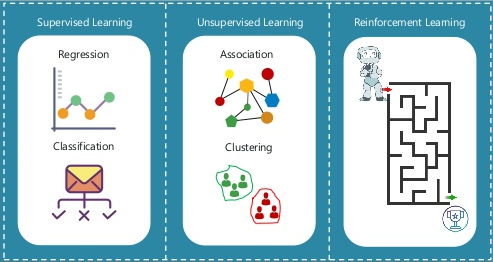 Supervised Learning
Regression
Classification
Unsupervised Learning
Association
Clustering
Reinforcement Learning